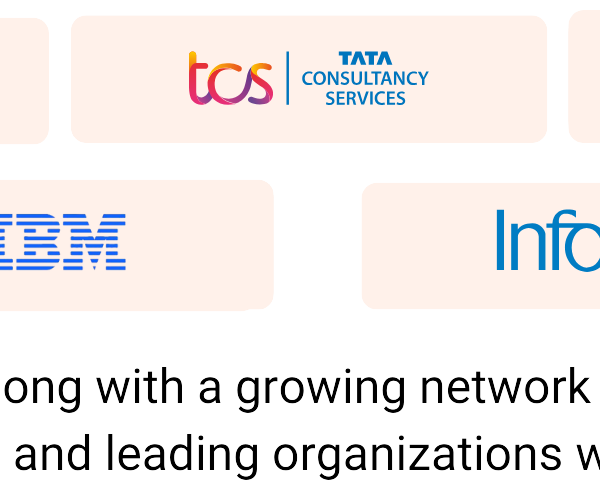 tcs TATA
CONSULTANCY
SERVICES
IBM
Info
ong with a growing network
and leading organizations w